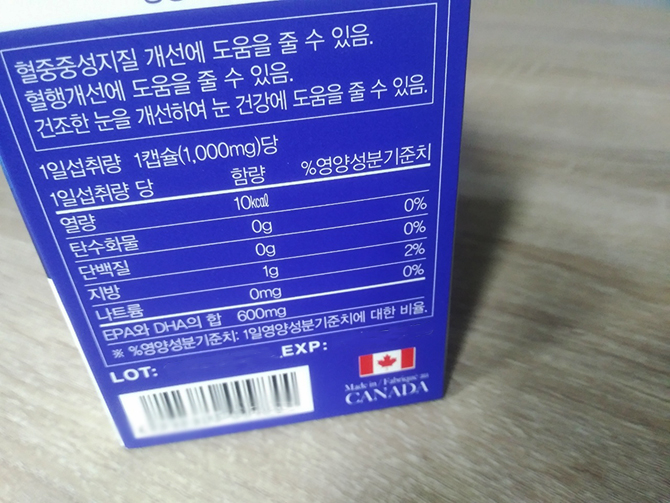 혈중중성지질 개선에 도움을 줄 수 있음.
혈행개선에 도움을 줄 수 있음.
건조한 눈을 개선하여 눈 건강에 도움을 줄 수 있음.
1일섭취량 1캡슐(1,000mg)당
1일섭취량 당 함량 %영양성분기준치
열량 10㎉
탄수화물 0g 0%
단백질 0g 0%
지방 1g 2%
나트륨 0mg 0%
EPA와 DHA의 합 600mg
※ %영양성분기준치: 1일영양성분기준치에 대한 비율.
LOT: EXP:
Made in / Fabriqué au
CANADA